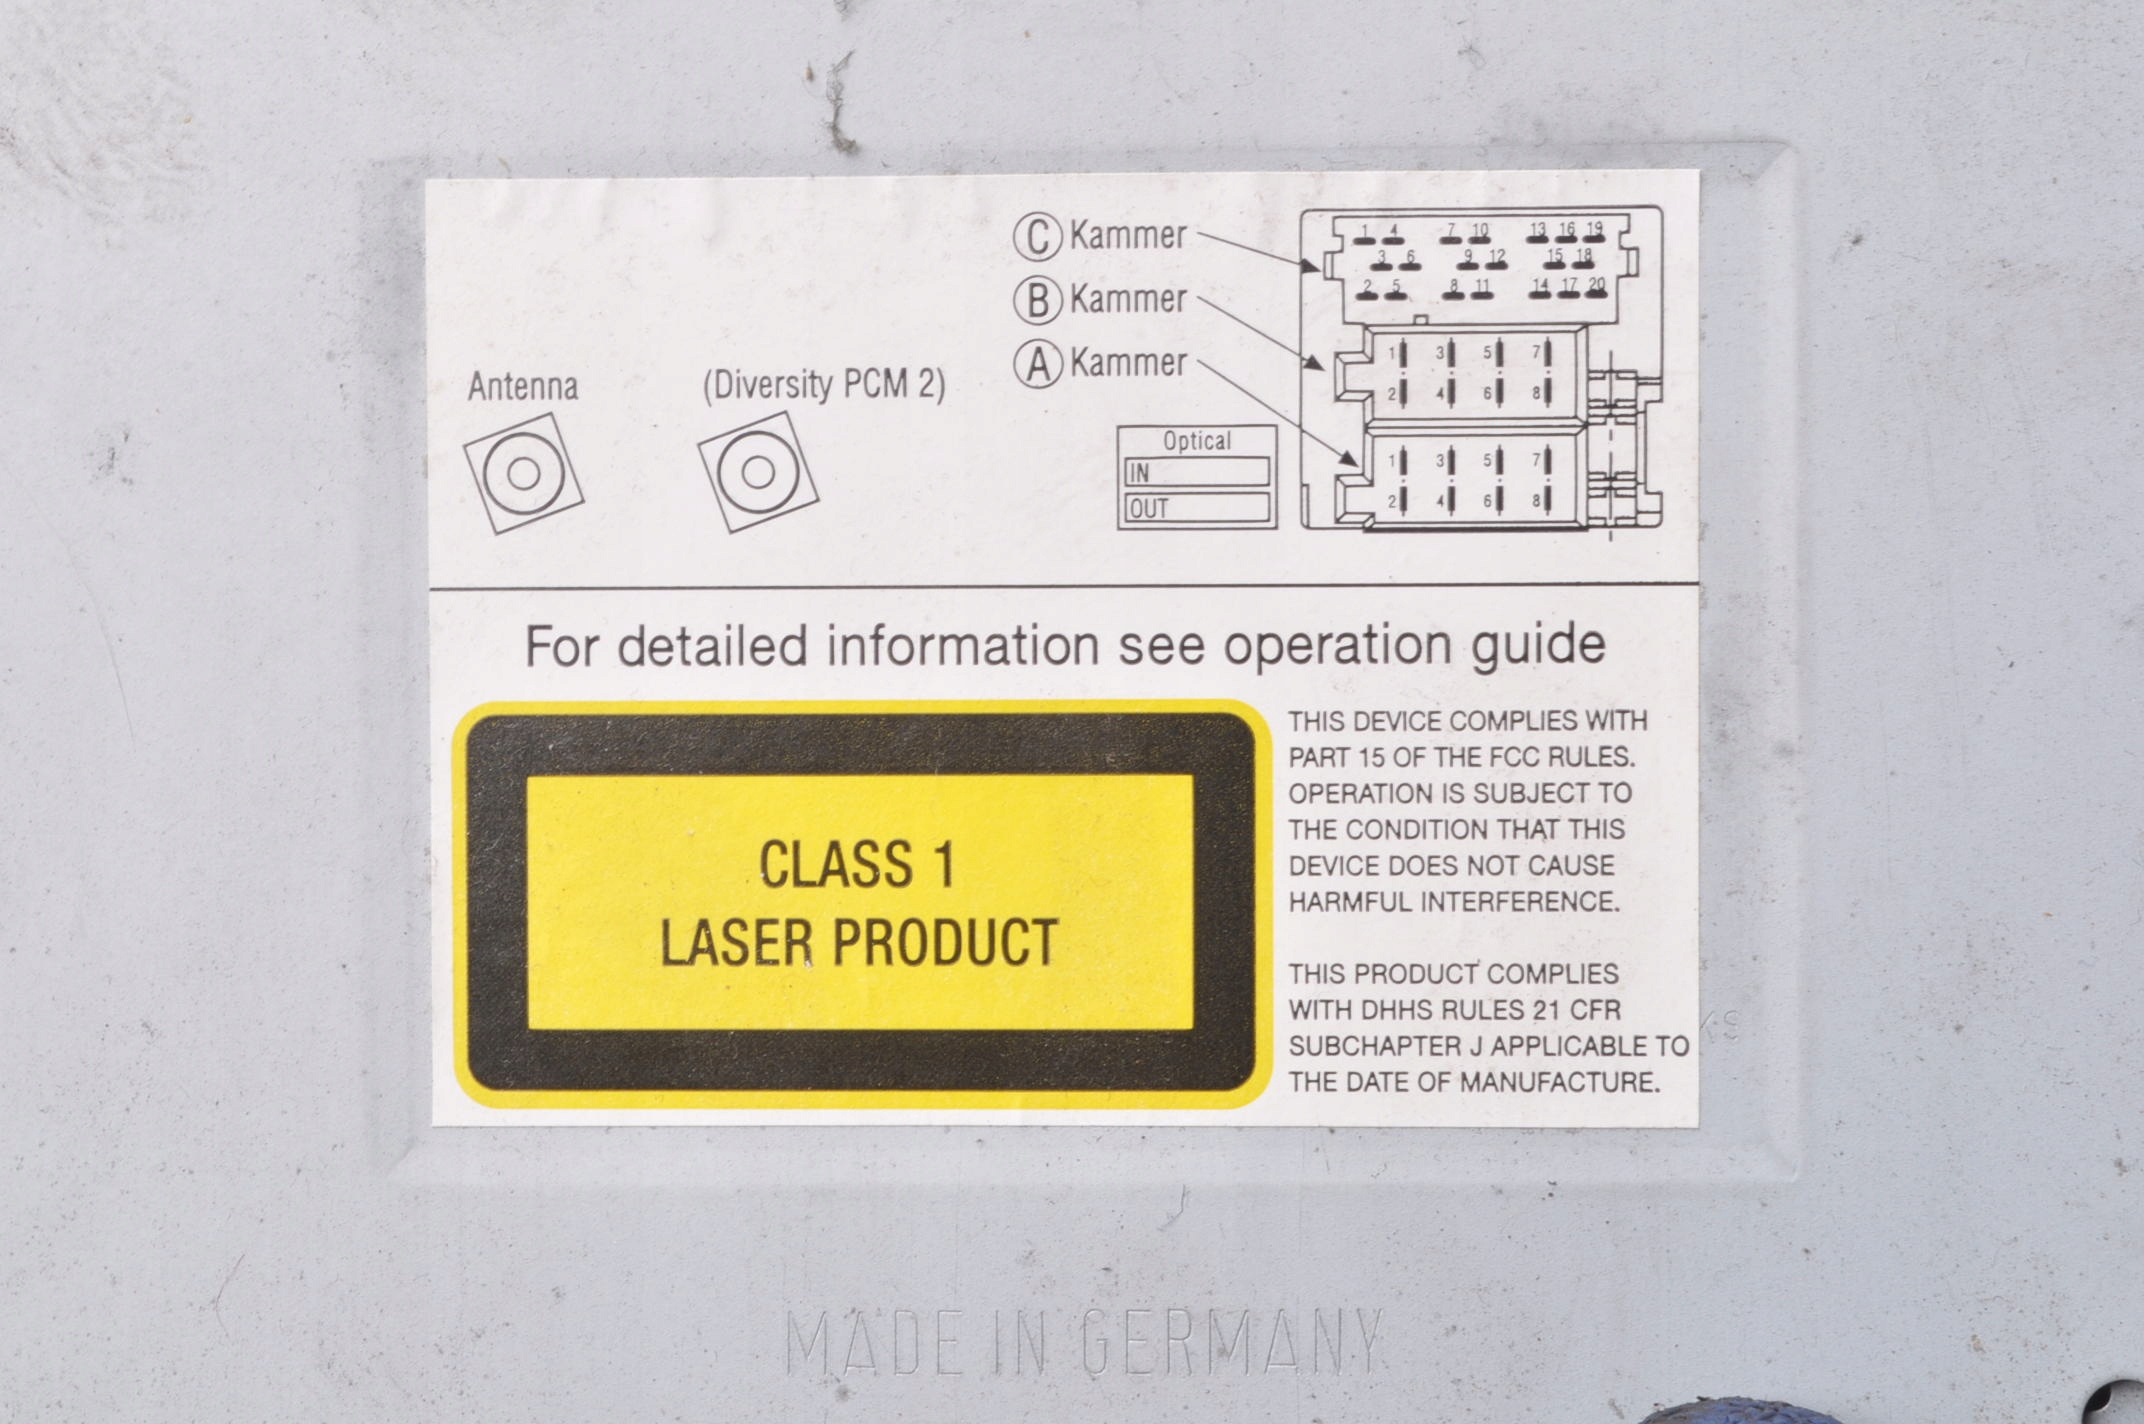 C Kammer
B Kammer
A Kammer
1 4 7 10 13 16 19
3 6 9 12 15 18
2 5 8 11 14 17 20
1 3 5 7
2 4 6 8
1 3 5 7
2 4 6 8
Antenna
(Diversity PCM 2)
Optical
IN
OUT
For detailed information see operation guide
CLASS 1
LASER PRODUCT
THIS DEVICE COMPLIES WITH
PART 15 OF THE FCC RULES.
OPERATION IS SUBJECT TO
THE CONDITION THAT THIS
DEVICE DOES NOT CAUSE
HARMFUL INTERFERENCE.
THIS PRODUCT COMPLIES
WITH DHHS RULES 21 CFR
SUBCHAPTER J APPLICABLE TO
THE DATE OF MANUFACTURE.
MADE IN GERMANY